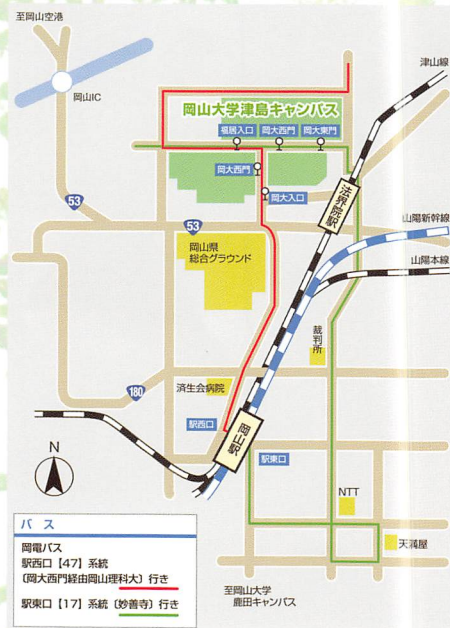 至岡山空港
津山線
岡山IC
岡山大学津島キャンパス
福居入口
岡大西門
岡大東門
岡大西門
岡大入口
法界院駅
53
53
山陽新幹線
岡山県
総合グラウンド
山陽本線
裁判所
180
済生会病院
駅西口
岡山駅
駅東口
N
NTT
天満屋
バス
岡電バス
駅西口【47】系統
〔岡大西門経由岡山理科大〕行き
駅東口【17】系統〔妙善寺〕行き
至岡山大学
鹿田キャンパス